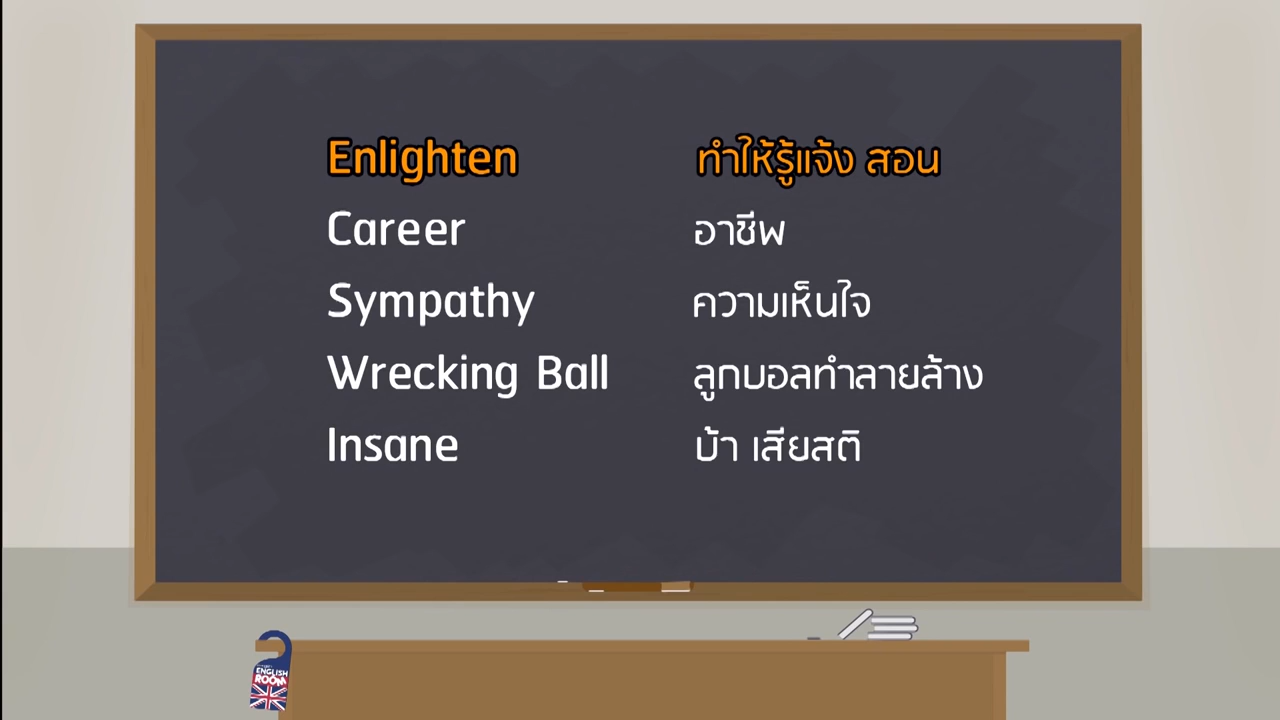 Enlighten ทำให้รู้แจ้ง สอน
Career อาชีพ
Sympathy ความเห็นใจ
Wrecking Ball ลูกบอลทำลายล้าง
Insane บ้า เสียสติ
ENGLISH
ROOM